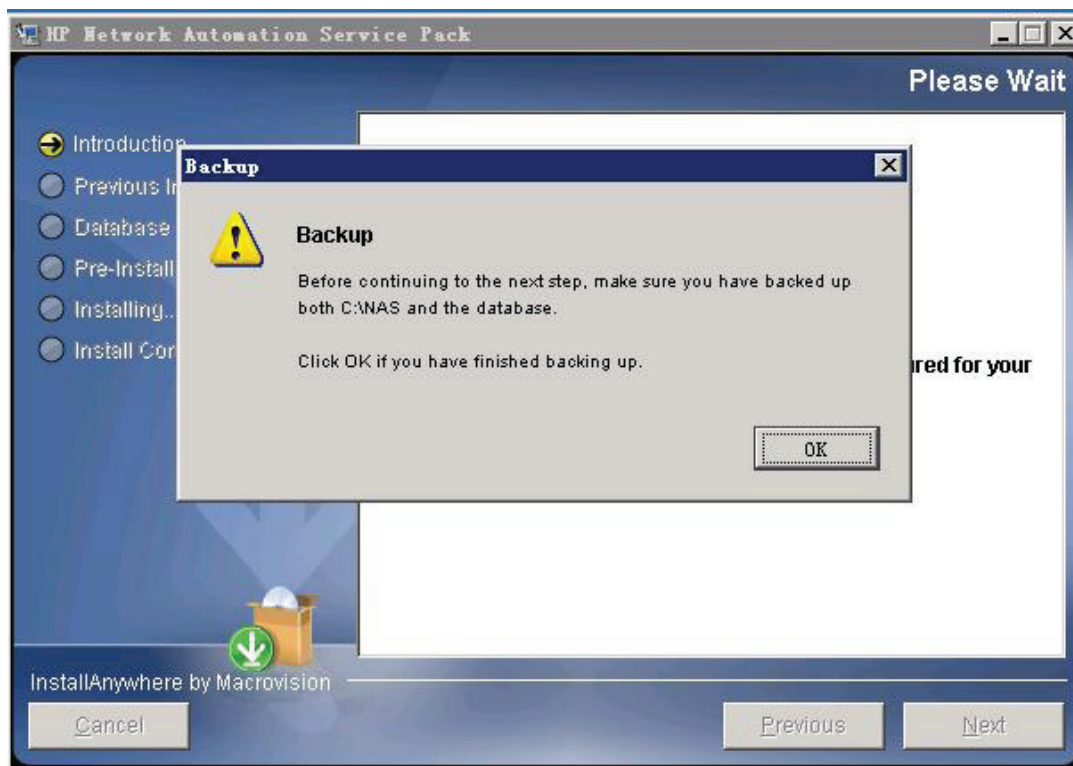 HP Network Automation Service Pack
Please Wait
Introduction
Previous
Database
Pre-Install
Installing...
Install
Backup
Backup
Before continuing to the next step, make sure you have backed up
both C:\NAS and the database.
Click OK if you have finished backing up.
OK
for your
InstallAnywhere by Macrovision
Cancel
Previous
Next